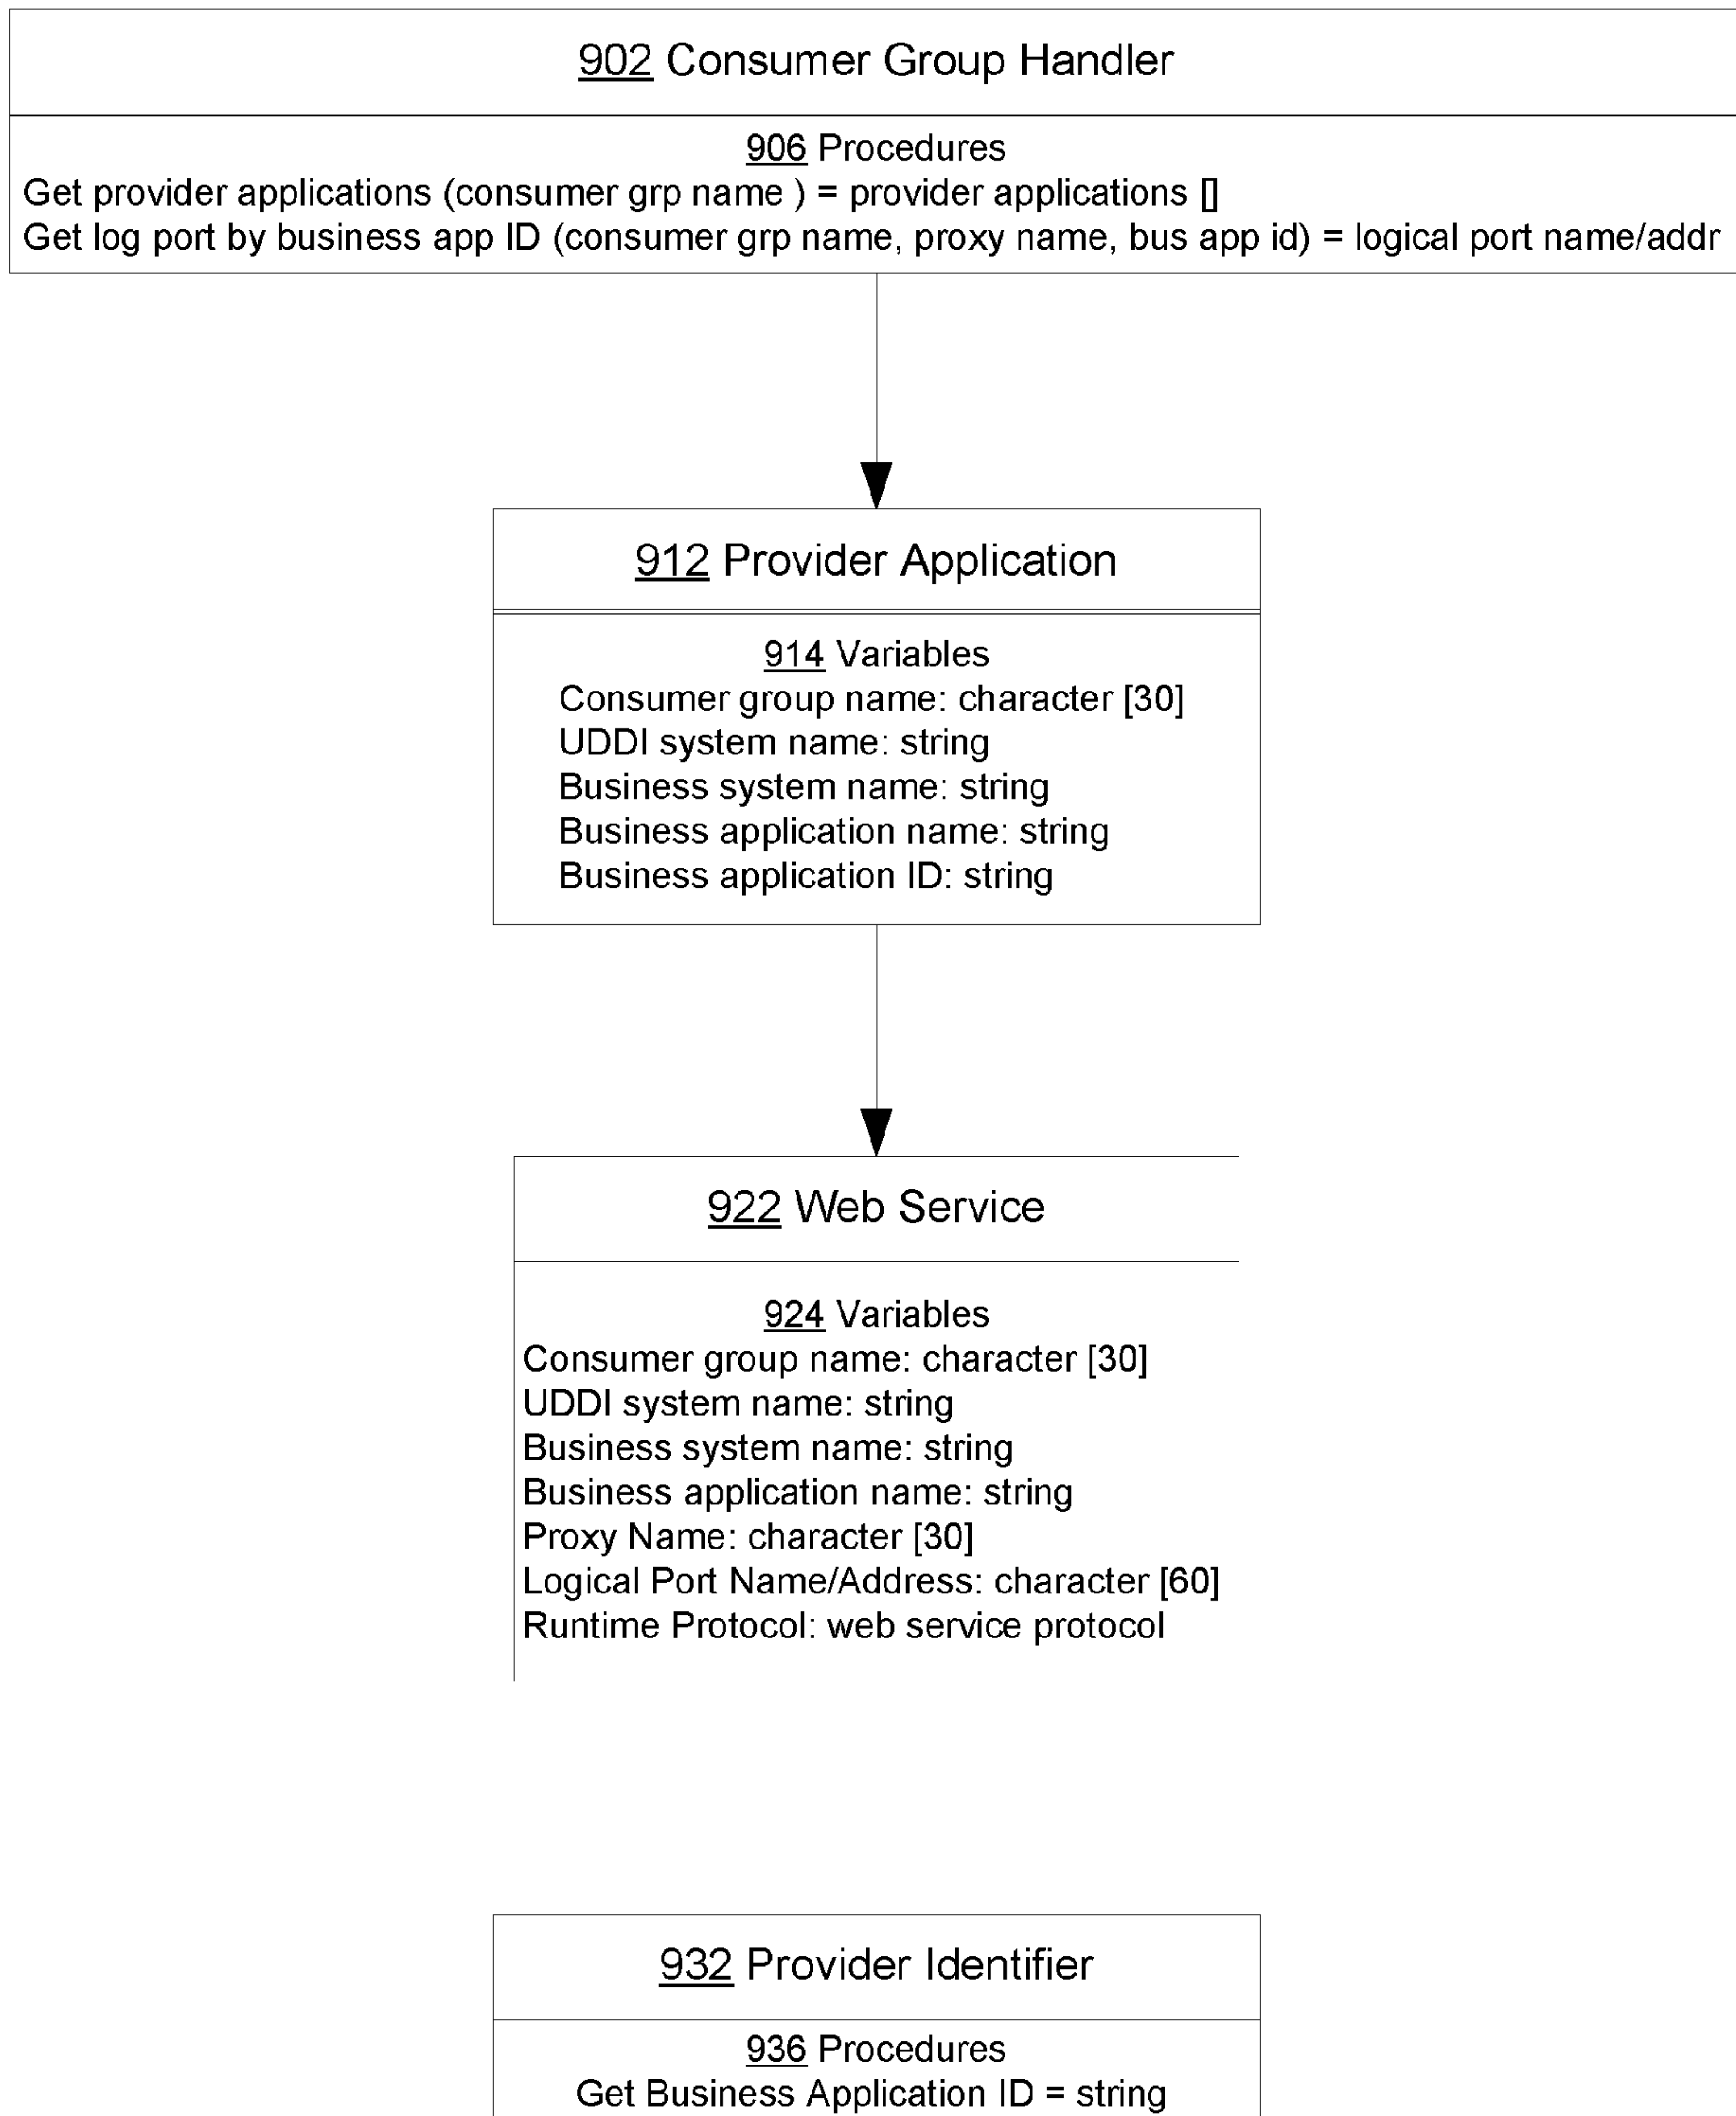 902 Consumer Group Handler
906 Procedures
Get provider applications (consumer grp name ) = provider applications []
Get log port by business app ID (consumer grp name, proxy name, bus app id) = logical port name/addr
912 Provider Application
914 Variables
Consumer group name: character [30]
UDDI system name: string
Business system name: string
Business application name: string
Business application ID: string
922 Web Service
924 Variables
Consumer group name: character [30]
UDDI system name: string
Business system name: string
Business application name: string
Proxy Name: character [30]
Logical Port Name/Address: character [60]
Runtime Protocol: web service protocol
932 Provider Identifier
936 Procedures
Get Business Application ID = string